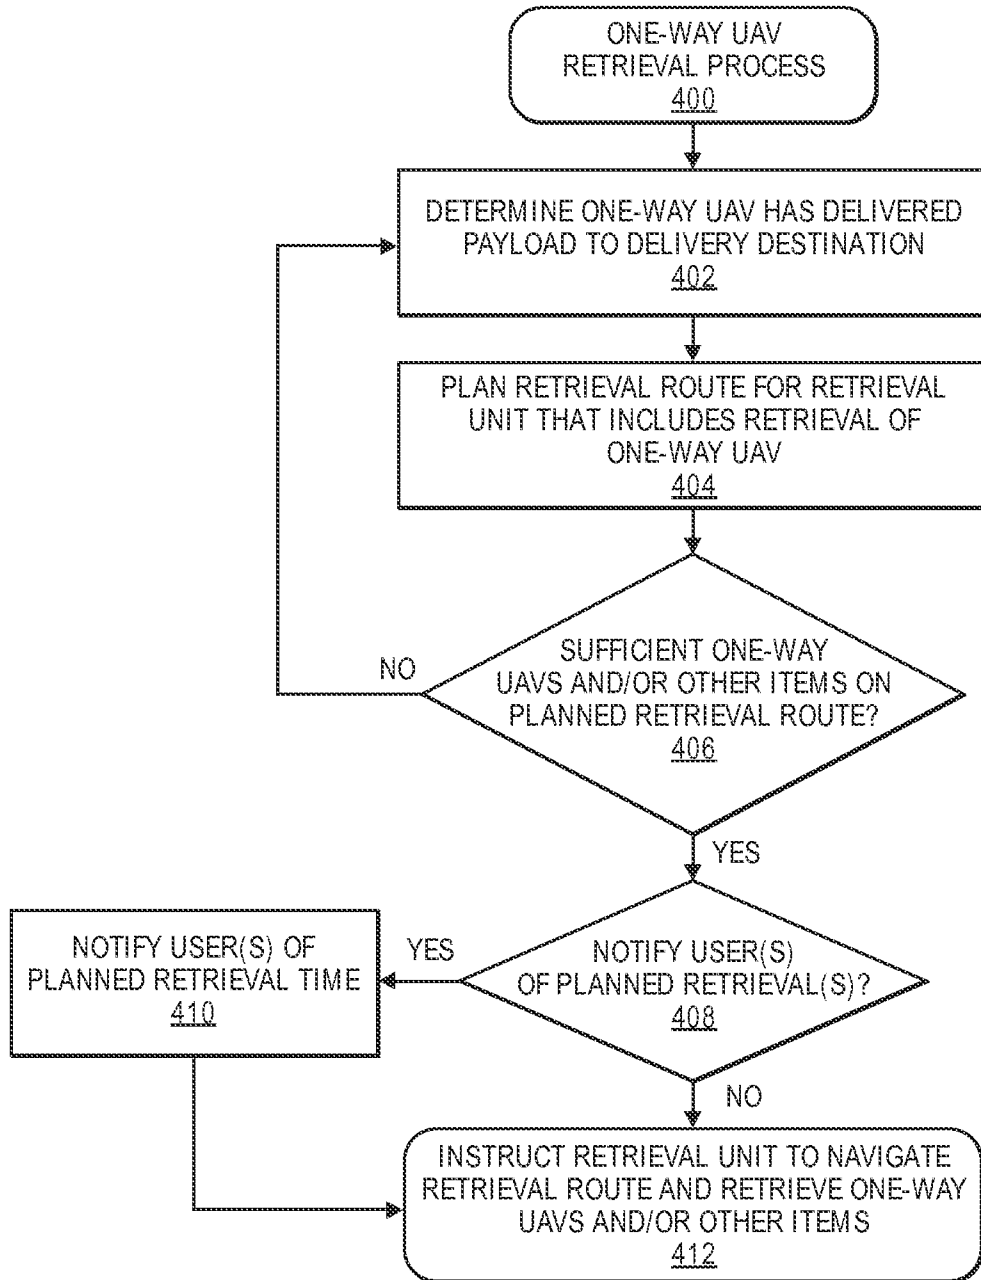 ONE-WAY UAV
RETRIEVAL PROCESS
400
DETERMINE ONE-WAY UAV HAS DELIVERED
PAYLOAD TO DELIVERY DESTINATION
402
PLAN RETRIEVAL ROUTE FOR RETRIEVAL
UNIT THAT INCLUDES RETRIEVAL OF
ONE-WAY UAV
404
NO
SUFFICIENT ONE-WAY
UAVS AND/OR OTHER ITEMS ON
PLANNED RETRIEVAL ROUTE?
406
YES
NOTIFY USER(S)
OF PLANNED RETRIEVAL(S)?
408
YES
NOTIFY USER(S) OF
PLANNED RETRIEVAL TIME
410
NO
INSTRUCT RETRIEVAL UNIT TO NAVIGATE
RETRIEVAL ROUTE AND RETRIEVE ONE-WAY
UAVS AND/OR OTHER ITEMS
412